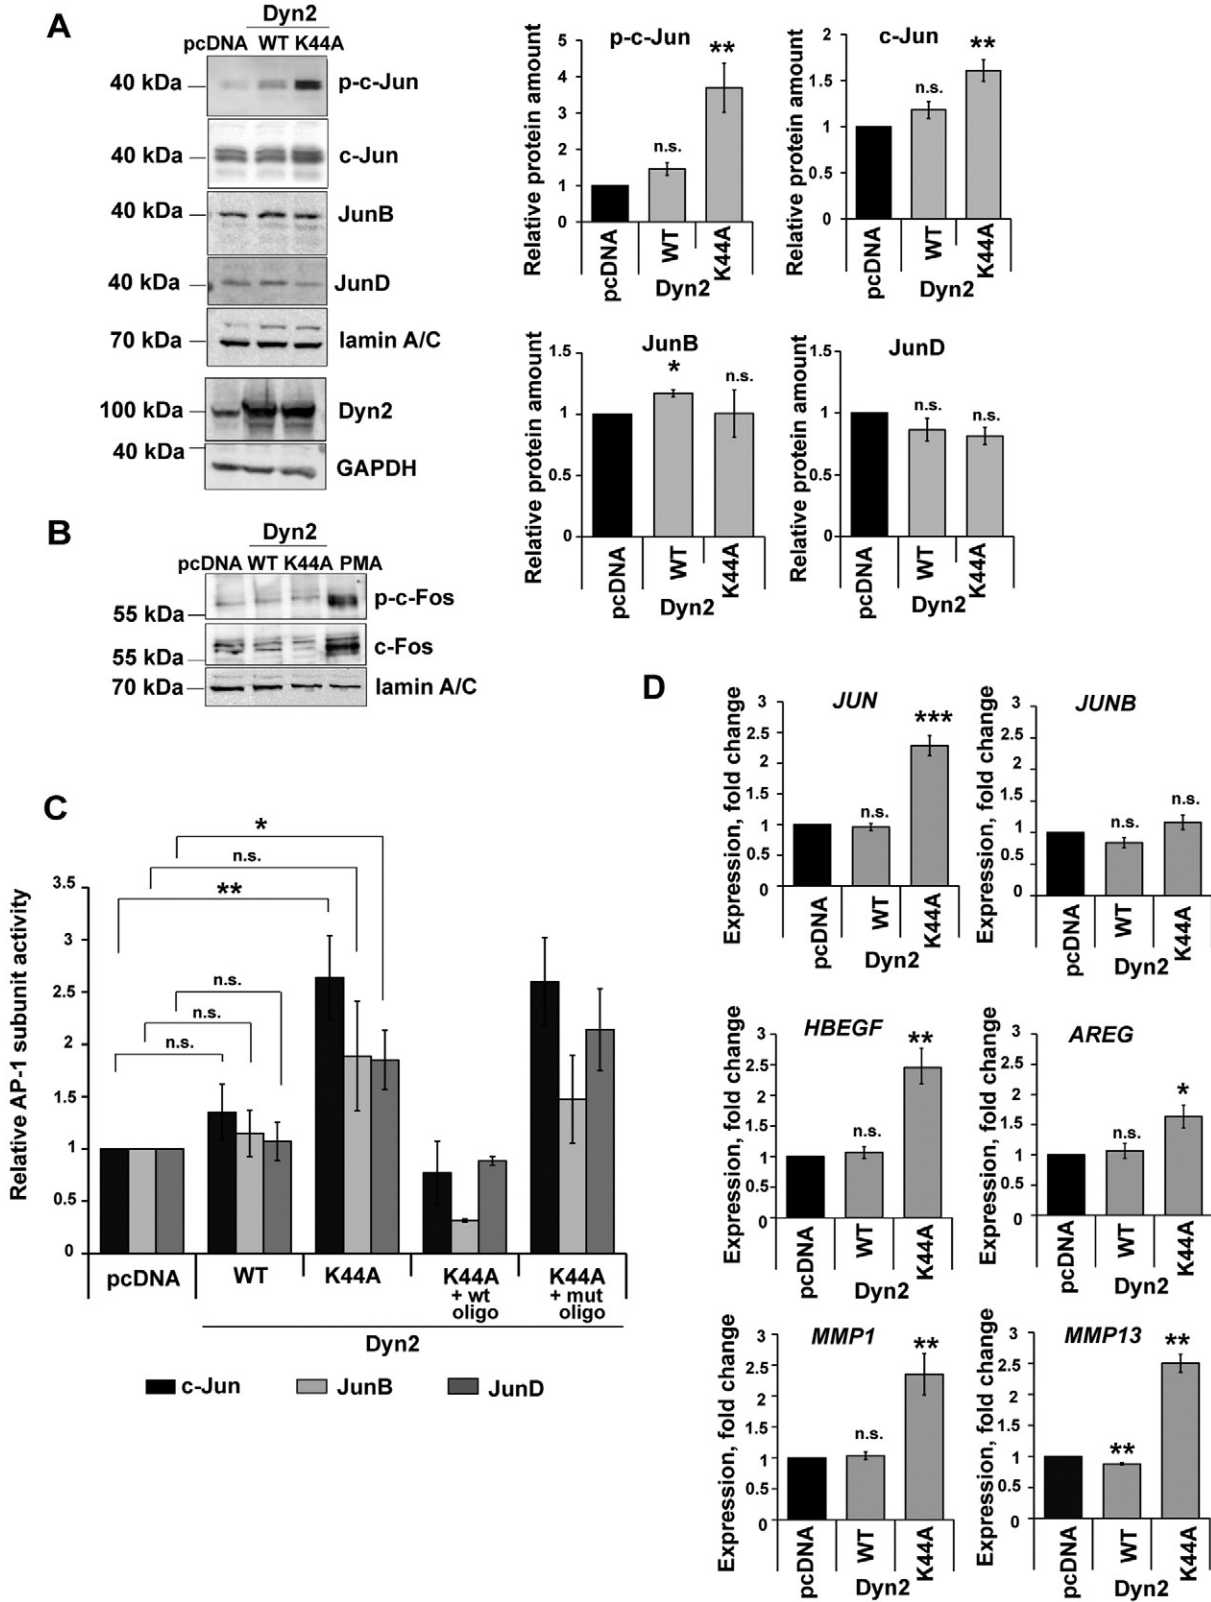 A
Dyn2
pcDNA WT K44A
40 kDa
p-c-Jun
40 kDa
c-Jun
40 kDa
JunB
40 kDa
JunD
70 kDa
lamin A/C
100 kDa
Dyn2
40 kDa
GAPDH
p-c-Jun
Relative protein amount
5
4
3
2
1
0
n.s.
**
pcDNA
WT
K44A
Dyn2
c-Jun
Relative protein amount
2
1.5
1
0.5
0
n.s.
**
pcDNA
WT
K44A
Dyn2
JunB
Relative protein amount
1.5
1
0.5
0
*
n.s.
pcDNA
WT
K44A
Dyn2
JunD
Relative protein amount
1.5
1
0.5
0
n.s.
n.s.
pcDNA
WT
K44A
Dyn2
B
Dyn2
pcDNA WT K44A PMA
55 kDa
p-c-Fos
55 kDa
c-Fos
70 kDa
lamin A/C
C
Relative AP-1 subunit activity
3.5
3
2.5
2
1.5
1
0.5
0
*
n.s.
**
n.s.
n.s.
n.s.
pcDNA
WT
K44A
K44A
+ wt
oligo
K44A
+ mut
oligo
Dyn2
c-Jun
JunB
JunD
D
JUN
Expression, fold change
3
2.5
2
1.5
1
0.5
0
n.s.
***
pcDNA
WT
K44A
Dyn2
JUNB
Expression, fold change
3
2.5
2
1.5
1
0.5
0
n.s.
n.s.
pcDNA
WT
K44A
Dyn2
HBEGF
Expression, fold change
3
2.5
2
1.5
1
0.5
0
n.s.
**
pcDNA
WT
K44A
Dyn2
AREG
Expression, fold change
3
2.5
2
1.5
1
0.5
0
n.s.
*
pcDNA
WT
K44A
Dyn2
MMP1
Expression, fold change
3
2.5
2
1.5
1
0.5
0
n.s.
**
pcDNA
WT
K44A
Dyn2
MMP13
Expression, fold change
3
2.5
2
1.5
1
0.5
0
**
**
pcDNA
WT
K44A
Dyn2